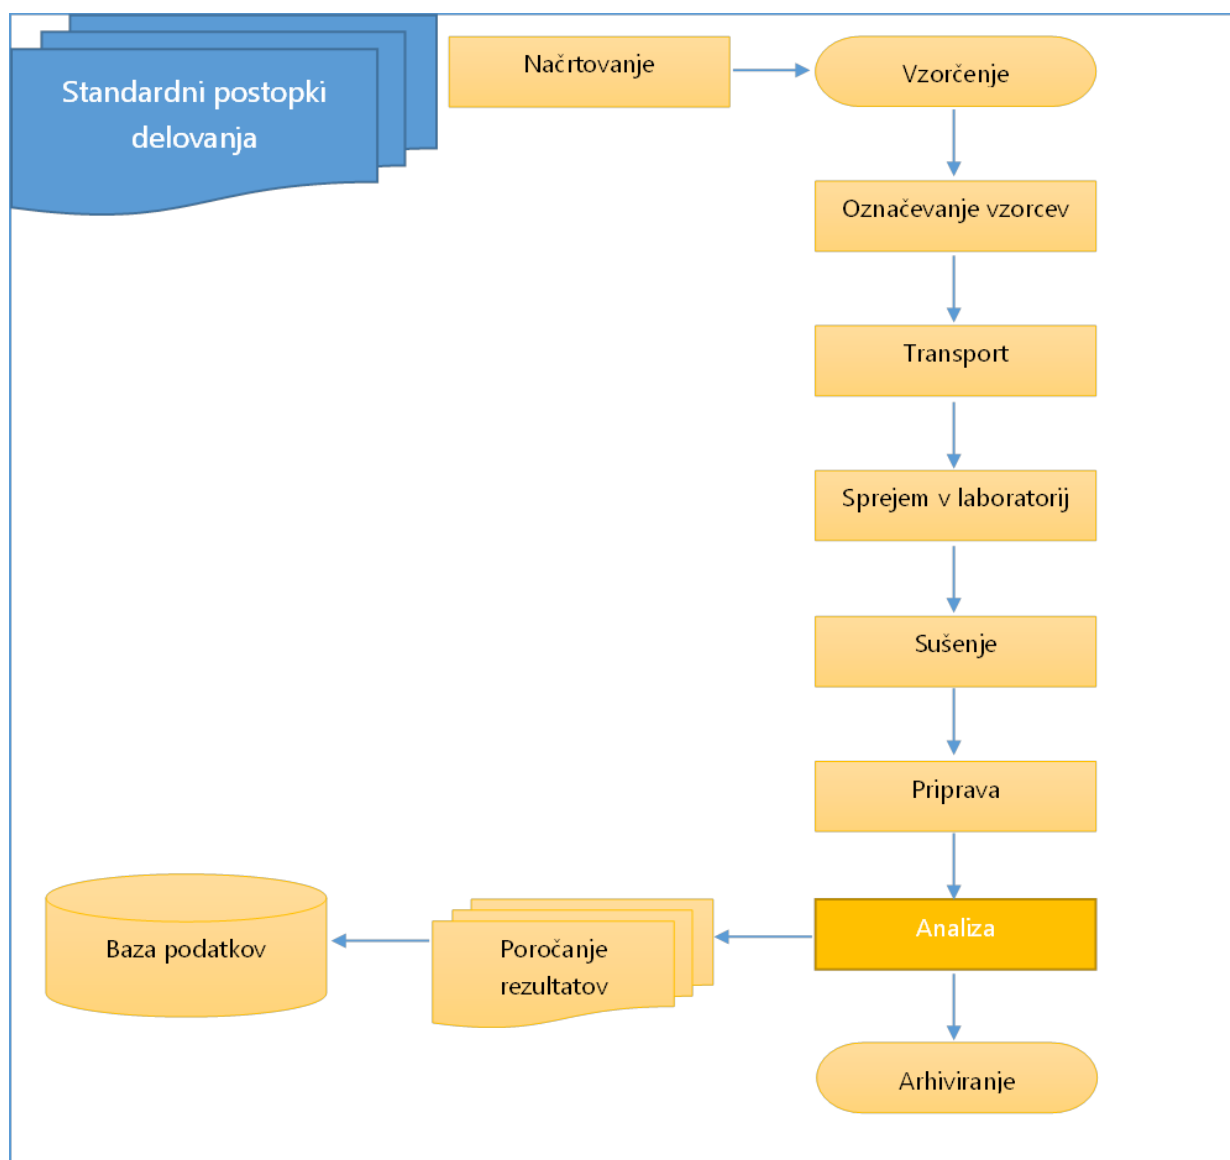 Standardni postopki
delovanja
Načrtovanje
Vzorčenje
Označevanje vzorcev
Transport
Sprejem v laboratorij
Sušenje
Priprava
Analiza
Poročanje
rezultatov
Baza podatkov
Arhiviranje